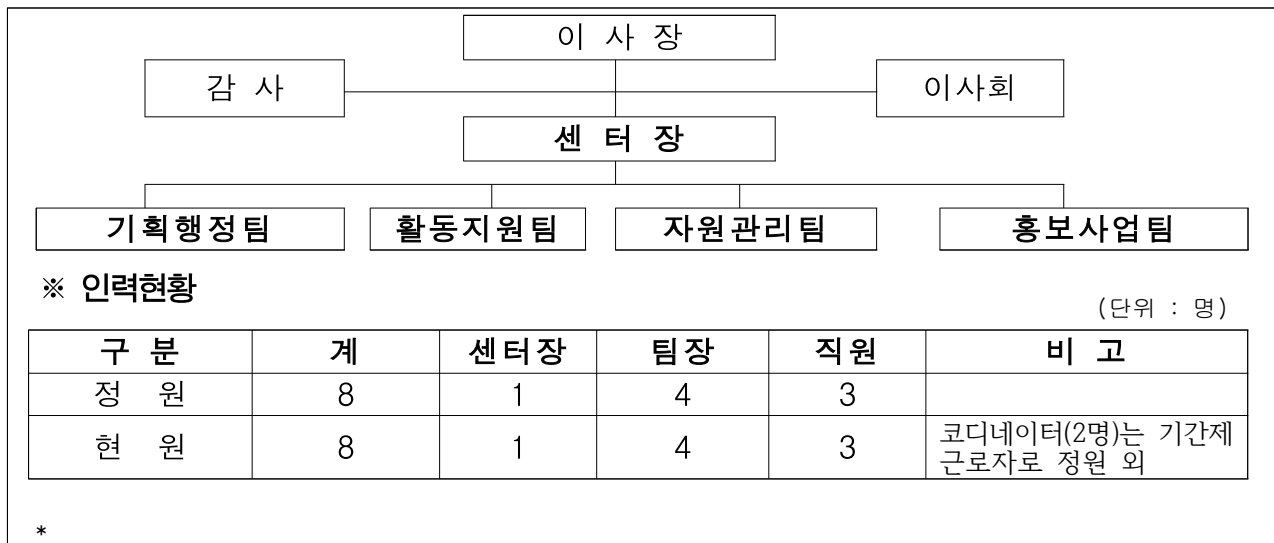 이 사 장
감 사
이사회
센 터 장
기획행정팀 활동지원팀 자원관리팀 홍보사업팀
※ 인력현황
(단위 : 명)
구 분 계 센터장 팀장 직원 비 고
정 원 8 1 4 3
현 원 8 1 4 3 코디네이터(2명)는 기간제
근로자로 정원 외
*